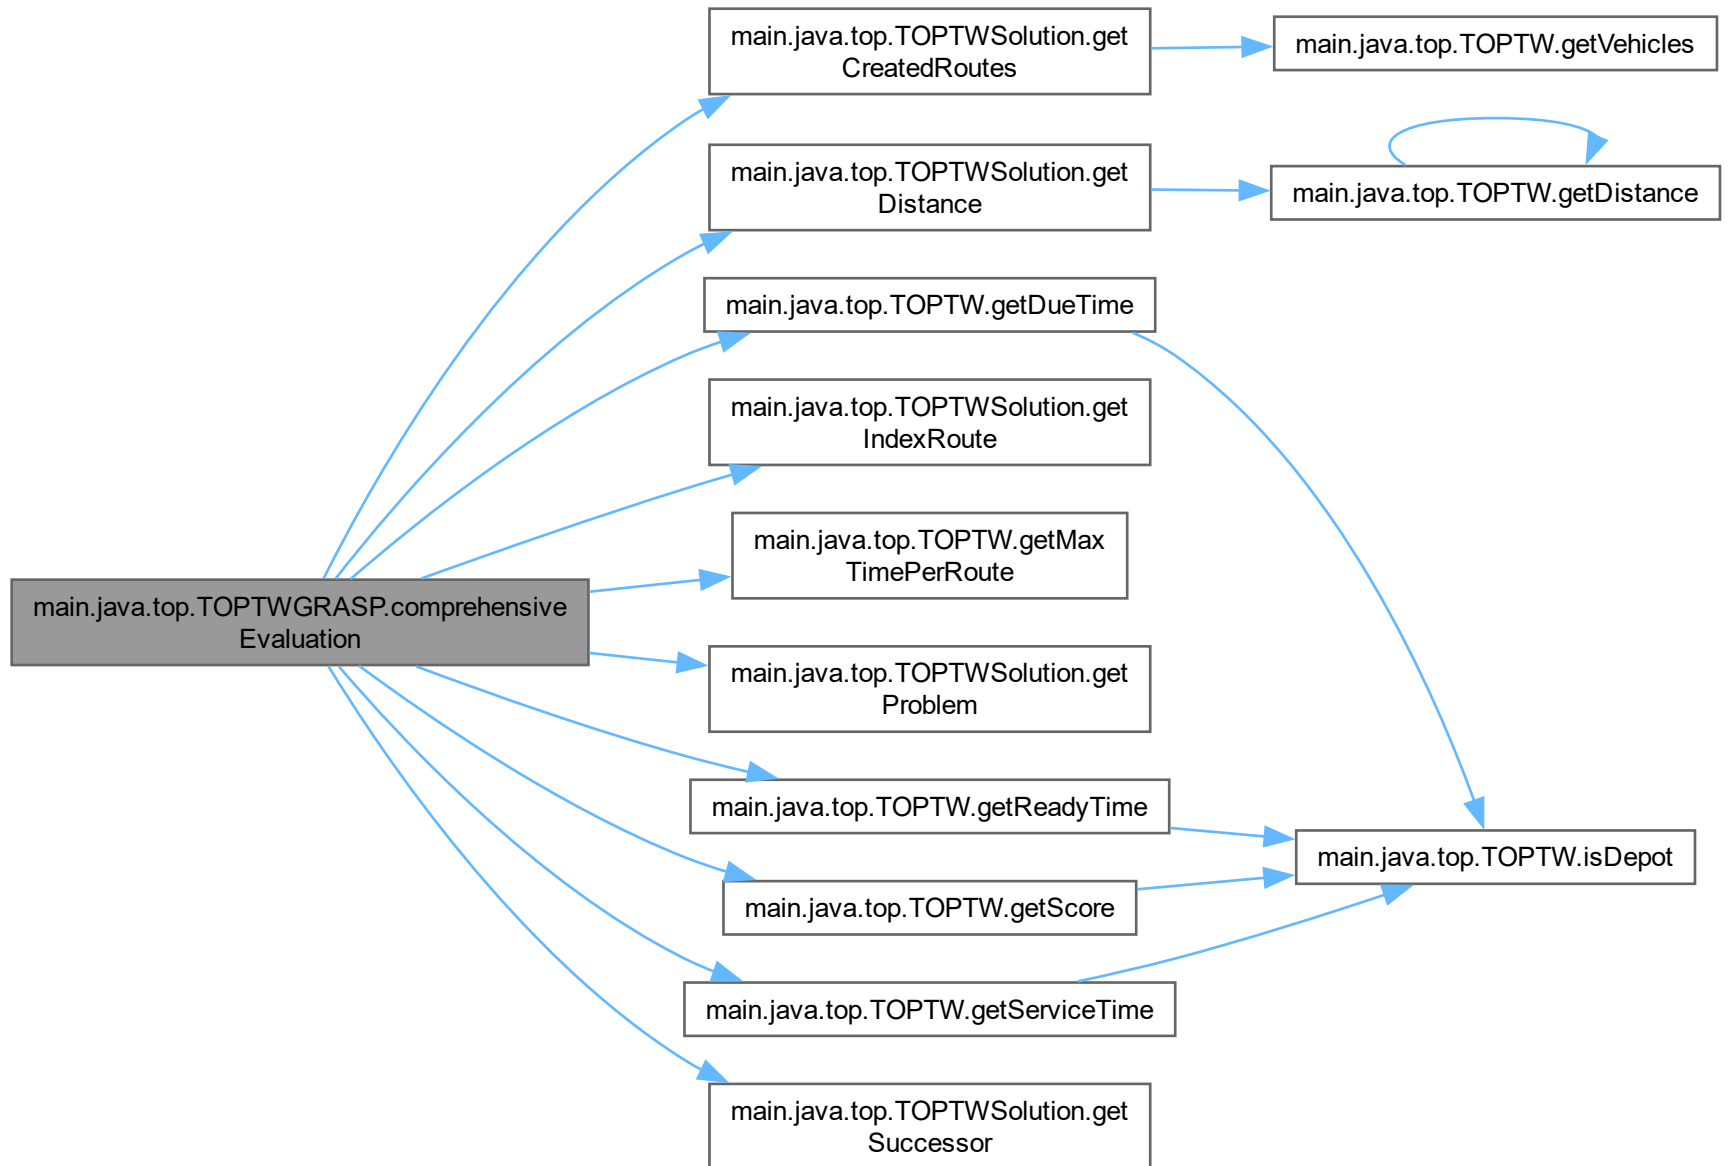 main.java.top.TOPTWSolution.get
CreatedRoutes
main.java.top.TOPTW.getVehicles
main.java.top.TOPTWSolution.get
Distance
main.java.top.TOPTW.getDistance
main.java.top.TOPTW.getDueTime
main.java.top.TOPTWSolution.get
IndexRoute
main.java.top.TOPTW.getMax
TimePerRoute
main.java.top.TOPTWGRASP.comprehensive
Evaluation
main.java.top.TOPTWSolution.get
Problem
main.java.top.TOPTW.getReadyTime
main.java.top.TOPTW.isDepot
main.java.top.TOPTW.getScore
main.java.top.TOPTW.getServiceTime
main.java.top.TOPTWSolution.get
Successor